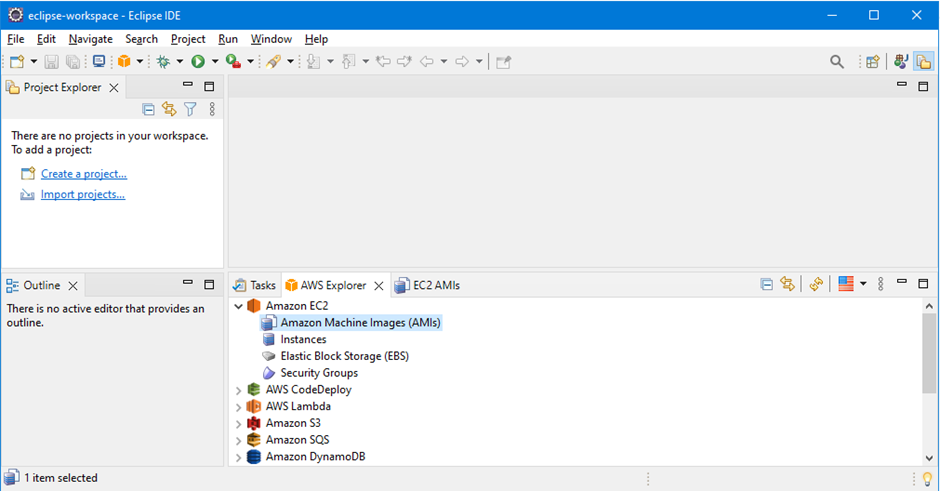 eclipse-workspace - Eclipse IDE
File Edit Navigate Search Project Run Window Help
Project Explorer
There are no projects in your workspace.
To add a project:
Create a project...
Import projects...
Outline
There is no active editor that provides an
outline.
Tasks AWS Explorer EC2 AMIs
Amazon EC2
Amazon Machine Images (AMIs)
Instances
Elastic Block Storage (EBS)
Security Groups
AWS CodeDeploy
AWS Lambda
Amazon S3
Amazon SQS
Amazon DynamoDB
1 item selected